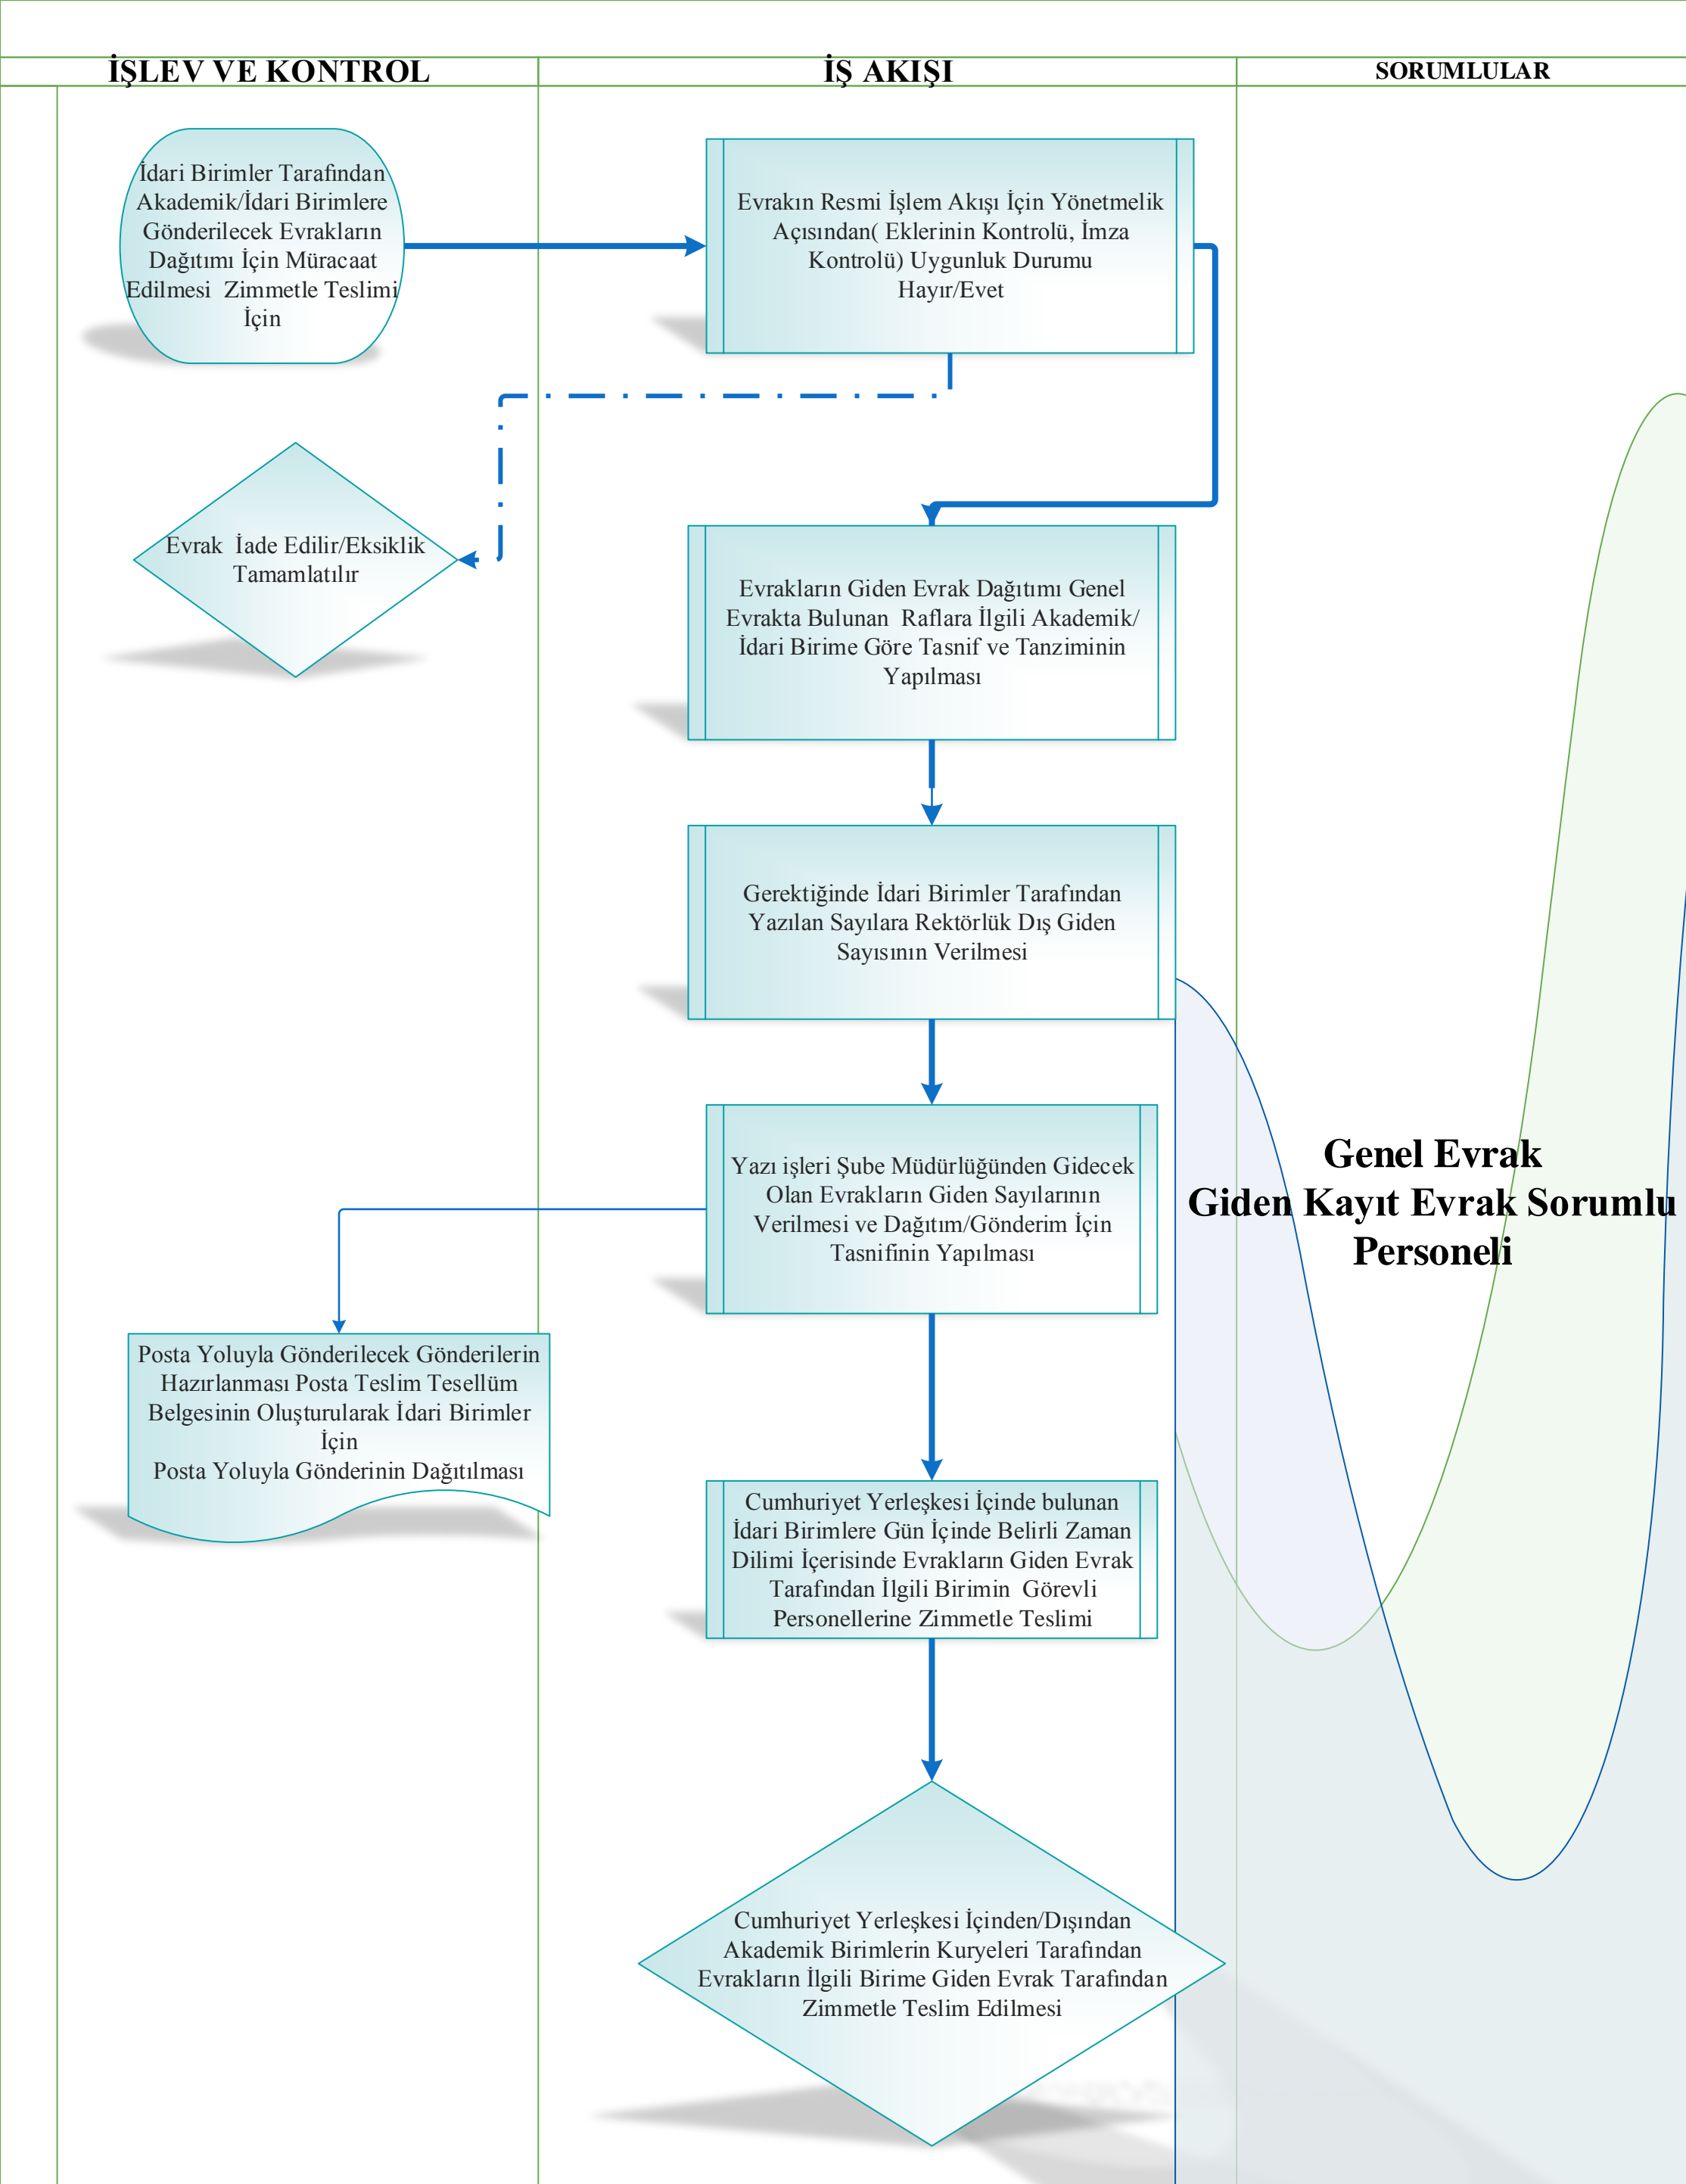 İŞLEV VE KONTROL
İŞ AKIŞI
SORUMLULAR
İdari Birimler Tarafından
Akademik/İdari Birimlere
Gönderilecek Evrakların
Dağıtımı İçin Müracaat
Edilmesi  Zimmetle Teslimi
İçin
Evrakın Resmi İşlem Akışı İçin Yönetmelik
Açısından( Eklerinin Kontrolü, İmza
Kontrolü) Uygunluk Durumu
Hayır/Evet
Evrak  İade Edilir/Eksiklik
Tamamlatılır
Evrakların Giden Evrak Dağıtımı Genel
Evrakta Bulunan  Raflara İlgili Akademik/
İdari Birime Göre Tasnif ve Tanziminin
Yapılması
Gerektiğinde İdari Birimler Tarafından
Yazılan Sayılara Rektörlük Dış Giden
Sayısının Verilmesi
Yazı işleri Şube Müdürlüğünden Gidecek
Olan Evrakların Giden Sayılarının
Verilmesi ve Dağıtım/Gönderim İçin
Tasnifinin Yapılması
Genel Evrak
Giden Kayıt Evrak Sorumlu
Personeli
Posta Yoluyla Gönderilecek Gönderilerin
Hazırlanması Posta Teslim Tesellüm
Belgesinin Oluşturularak İdari Birimler
İçin
Posta Yoluyla Gönderinin Dağıtılması
Cumhuriyet Yerleşkesi İçinde bulunan
İdari Birimlere Gün İçinde Belirli Zaman
Dilimi İçerisinde Evrakların Giden Evrak
Tarafından İlgili Birimin  Görevli
Personellerine Zimmetle Teslimi
Cumhuriyet Yerleşkesi İçinden/Dışından
Akademik Birimlerin Kuryeleri Tarafından
Evrakların İlgili Birime Giden Evrak Tarafından
Zimmetle Teslim Edilmesi